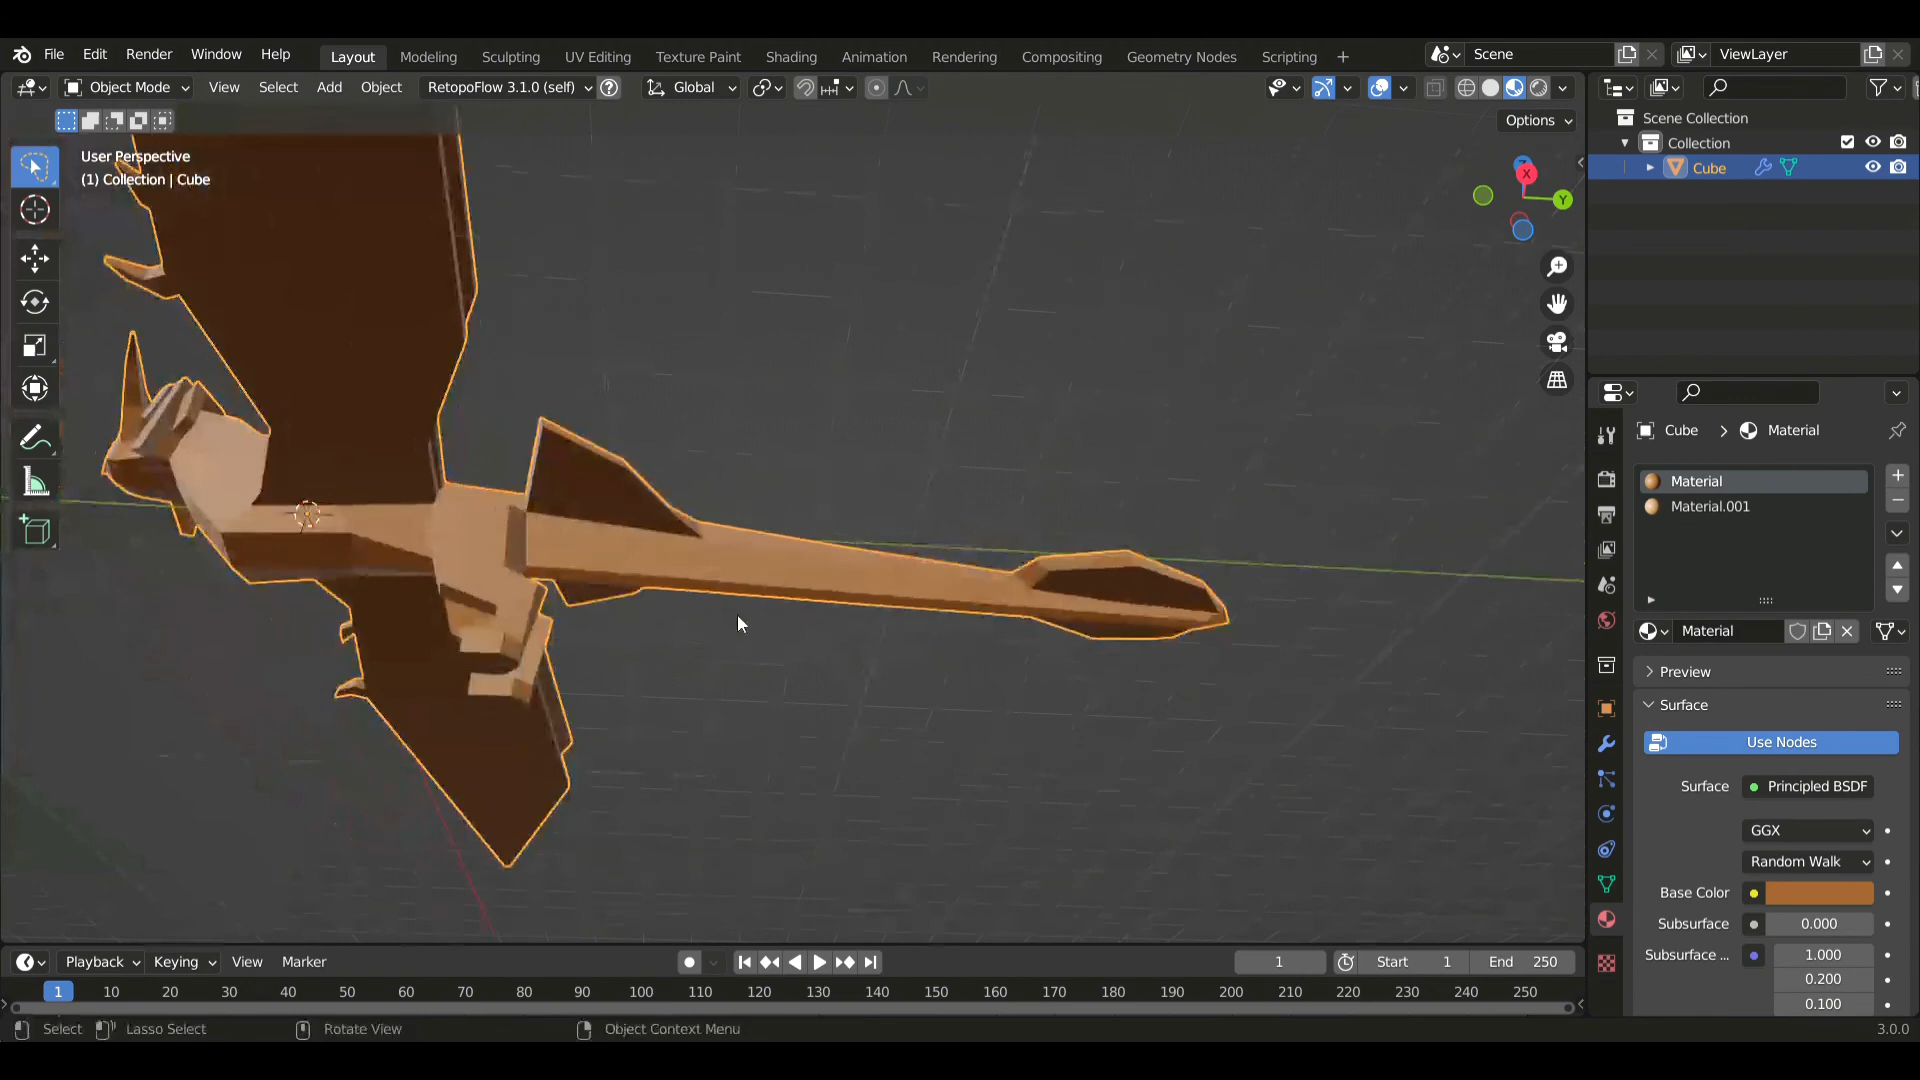 File Edit Render Window Help Layout Modeling Sculpting UV Editing Texture Paint Shading Animation Rendering Compositing Geometry Nodes Scripting + Scene ViewLayer
Object Mode View Select Add Object RetopoFlow 3.1.0 (self) Global
Options
User Perspective
(1) Collection | Cube
X
Y
Scene Collection
Collection
Cube
Cube > Material
Material
Material.001
Material
Preview
Surface
Use Nodes
Surface Principled BSDF
GGX
Random Walk
Base Color
Subsurface 0.000
Subsurface ... 1.000
0.200
0.100
Playback Keying View Marker 1 Start 1 End 250
1 10 20 30 40 50 60 70 80 90 100 110 120 130 140 150 160 170 180 190 200 210 220 230 240 250
Select Lasso Select Rotate View Object Context Menu 3.0.0